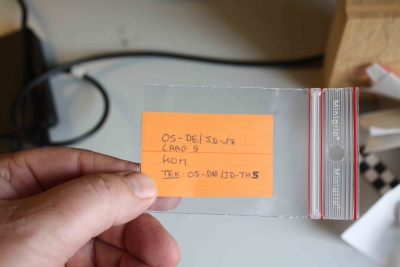 OS-DE/JD-17
LAAG 9
KOM
TEK OS-DE/JD-TH5
Minigrip®
Minigrip